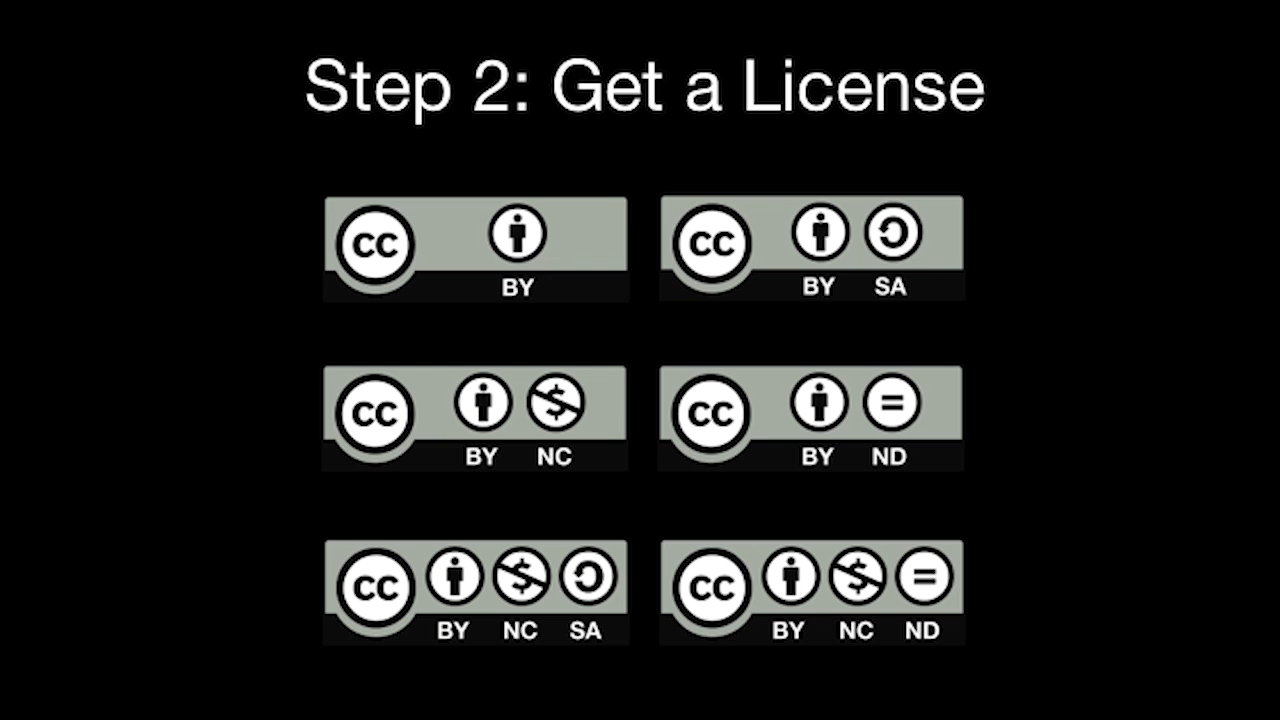 Step 2: Get a License
CC BY
CC BY SA
CC BY NC
CC BY ND
CC BY NC SA
CC BY NC ND